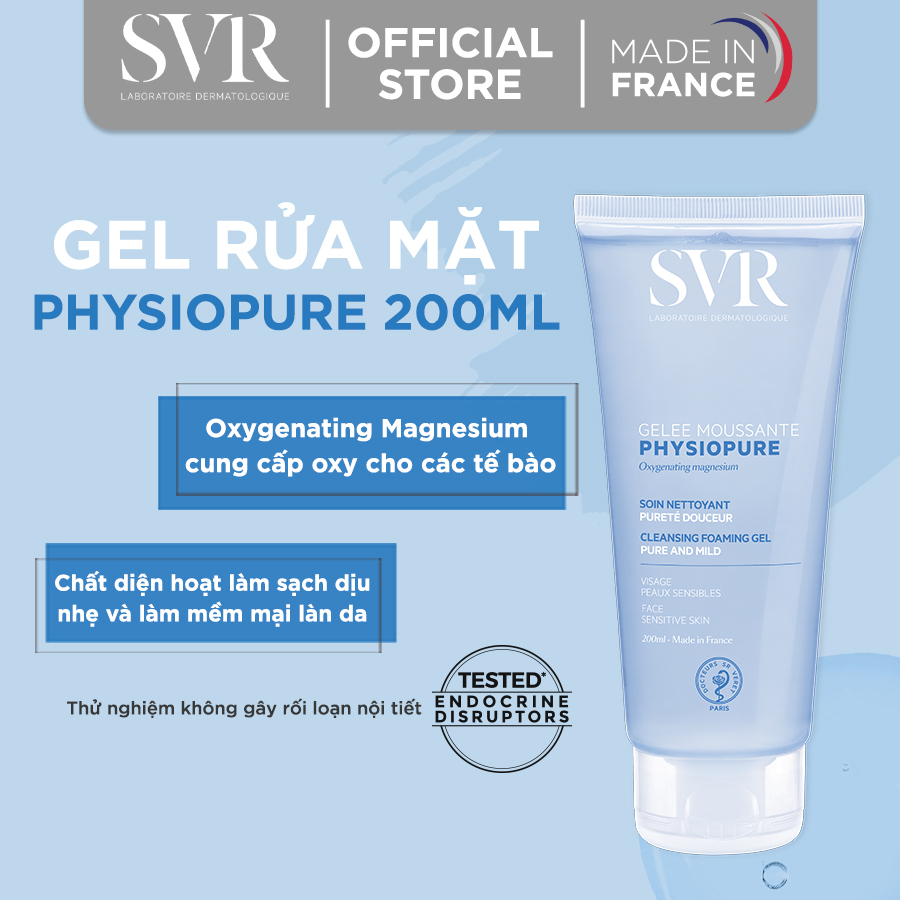 SVR
LABORATOIRE DERMATOLOGIQUE
OFFICIAL
STORE
MADE IN
FRANCE
GEL RỬA MẶT
PHYSIOPURE 200ML
Oxygenating Magnesium
cung cấp oxy cho các tế bào
Chất diện hoạt làm sạch dịu
nhẹ và làm mềm mại làn da
Thử nghiệm không gây rối loạn nội tiết
TESTED*
ENDOCRINE
DISRUPTORS
SVR
LABORATOIRE DERMATOLOGIQUE
GELEE MOUSSANTE
PHYSIOPURE
Oxygenating magnesium
SOIN NETTOYANT
PURETÉ DOUCEUR
CLEANSING FOAMING GEL
PURE AND MILD
VISAGE
PEAUX SENSIBLES
FACE
SENSITIVE SKIN
200ml - Made in France
DOCTEURS SR VERET
PARIS